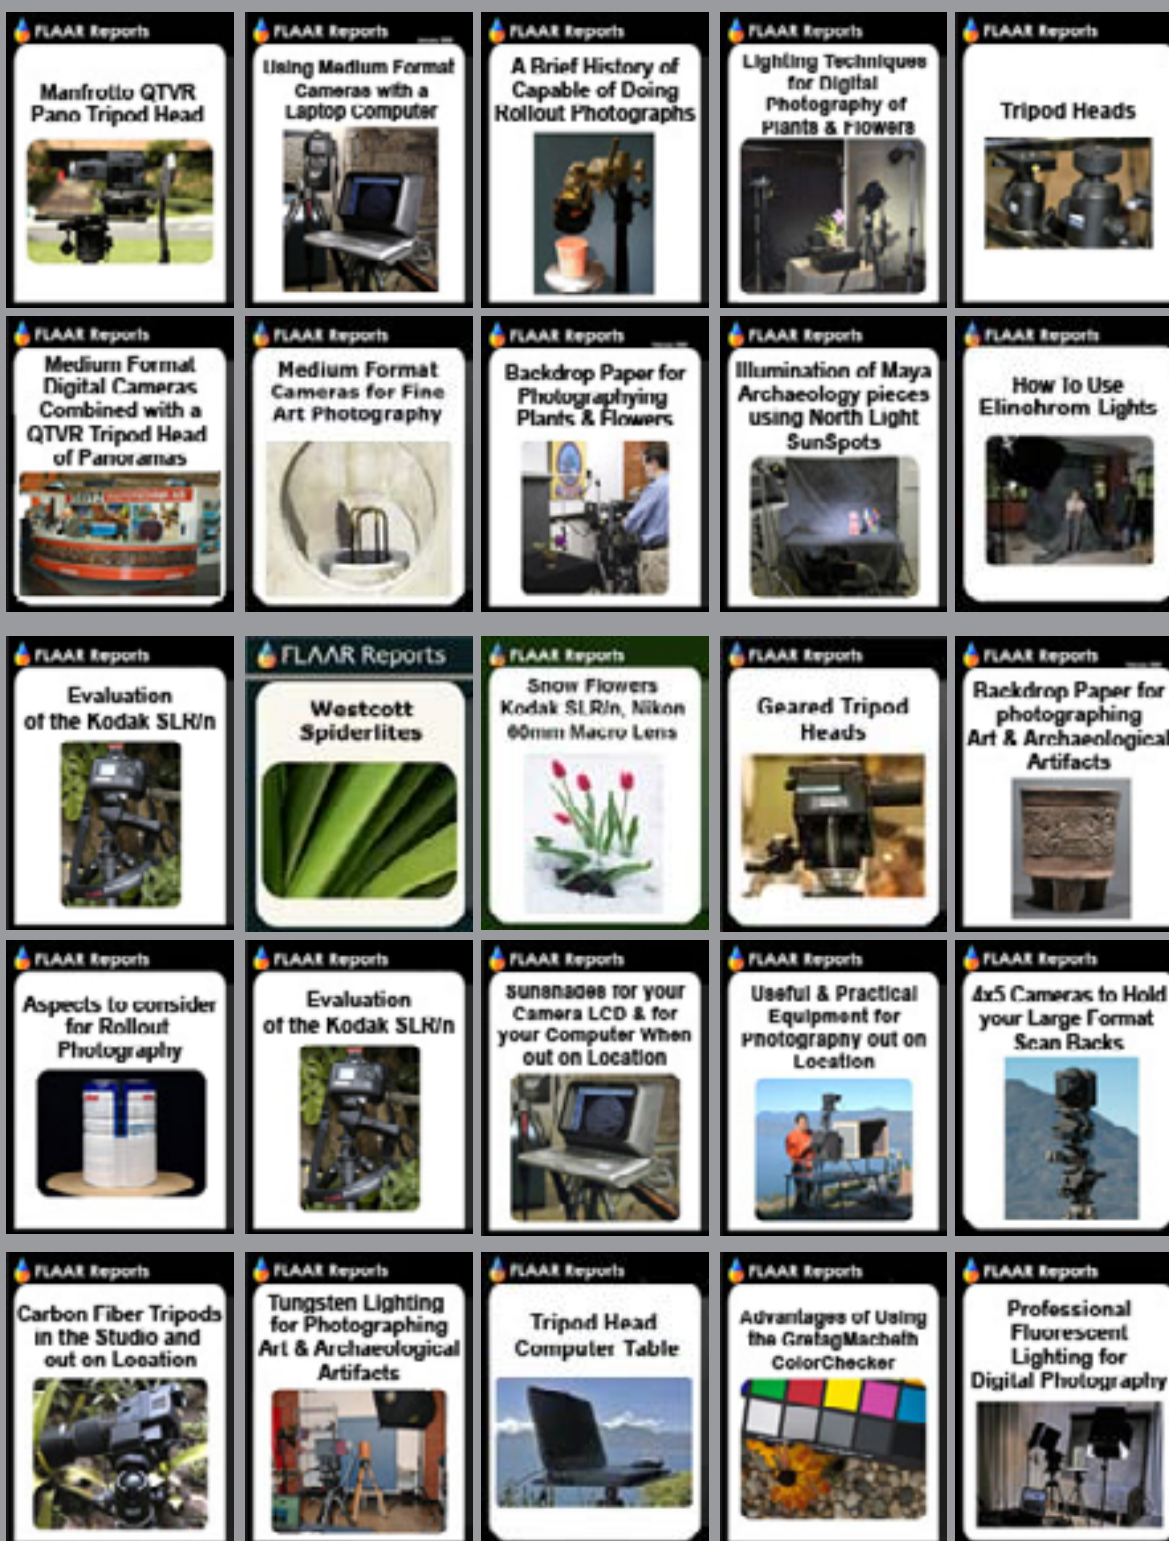 FLAAR Reports
Manfrotto QTVR
Pano Tripod Head
FLAAR Reports
Using Medium Format
Cameras with a
Laptop Computer
FLAAR Reports
A Brief History of
Capable of Doing
Rollout Photographs
FLAAR Reports
Lighting Techniques
for Digital
Photography of
Plants & Flowers
FLAAR Reports
Tripod Heads
FLAAR Reports
Medium Format
Digital Cameras
Combined with a
QTVR Tripod Head
of Panoramas
FLAAR Reports
Medium Format
Cameras for Fine
Art Photography
FLAAR Reports
Backdrop Paper for
Photographying
Plants & Flowers
FLAAR Reports
Illumination of Maya
Archaeology pieces
using North Light
SunSpots
FLAAR Reports
How To Use
Elinchrom Lights
FLAAR Reports
Evaluation
of the Kodak SLR/n
FLAAR Reports
Westcott
Spiderlites
FLAAR Reports
Snow Flowers
Kodak SLR/n, Nikon
60mm Macro Lens
FLAAR Reports
Geared Tripod
Heads
FLAAR Reports
Backdrop Paper for
photographing
Art & Archaeological
Artifacts
FLAAR Reports
Aspects to consider
for Rollout
Photography
FLAAR Reports
Evaluation
of the Kodak SLR/n
FLAAR Reports
Sunshades for your
Camera LCD & for
your Computer When
out on Location
FLAAR Reports
Useful & Practical
Equipment for
Photography out on
Location
FLAAR Reports
4x5 Cameras to Hold
your Large Format
Scan Backs
FLAAR Reports
Carbon Fiber Tripods
in the Studio and
out on Location
FLAAR Reports
Tungsten Lighting
for Photographing
Art & Archaeological
Artifacts
FLAAR Reports
Tripod Head
Computer Table
FLAAR Reports
Advantages of Using
the GretagMacbeth
ColorChecker
FLAAR Reports
Professional
Fluorescent
Lighting for
Digital Photography